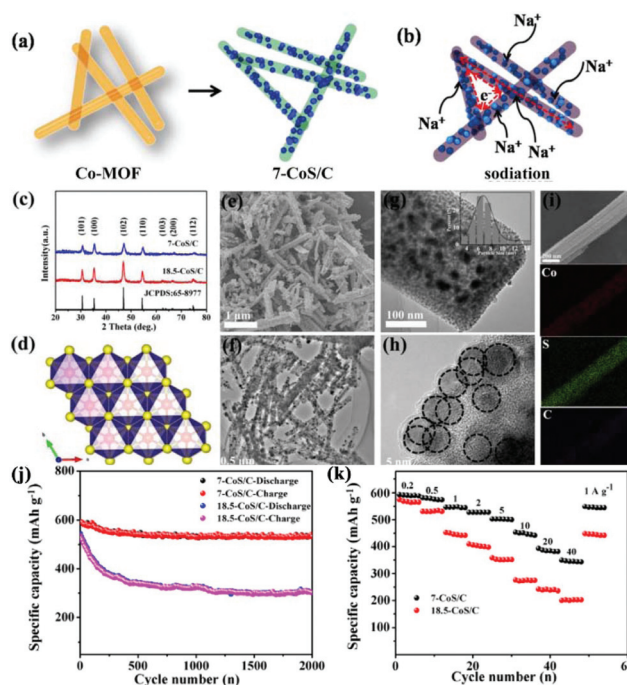 (a)
Co-MOF
7-CoS/C
(b)
Na+
Na+
Na+
Na+
Na+
Na+
e-
sodiation
(c)
Intensity(a.u.)
(101)
(100)
(102)
(110)
(103)
(200)
(112)
7-CoS/C
18.5-CoS/C
JCPDS:65-8977
20 30 40 50 60 70 80
2 Theta (deg.)
(d)
(e)
1 μm
(f)
0.5 μm
(g)
100 nm
(h)
5 nm
(i)
Co
S
C
(j)
Specific capacity (mAh g-1)
800
600
400
200
0
7-CoS/C-Discharge
7-CoS/C-Charge
18.5-CoS/C-Discharge
18.5-CoS/C-Charge
0 500 1000 1500 2000
Cycle number (n)
(k)
Specific capacity (mAh g-1)
600
500
400
300
200
100
0
0.2 0.5 1 2 5 10 20 40 1 A g-1
7-CoS/C
18.5-CoS/C
0 20 40 60
Cycle number (n)